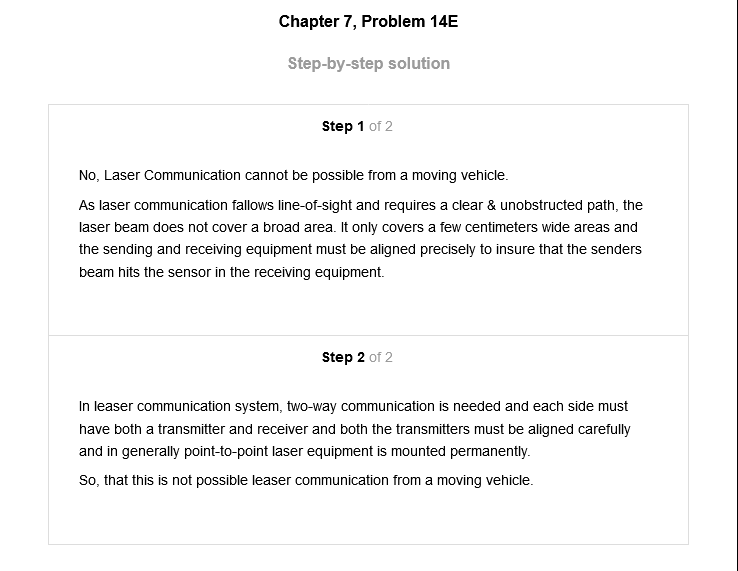 Chapter 7, Problem 14E
Step-by-step solution
Step 1 of 2
No, Laser Communication cannot be possible from a moving vehicle.
As laser communication fallows line-of-sight and requires a clear & unobstructed path, the
laser beam does not cover a broad area. It only covers a few centimeters wide areas and
the sending and receiving equipment must be aligned precisely to insure that the senders
beam hits the sensor in the receiving equipment.
Step 2 of 2
In leaser communication system, two-way communication is needed and each side must
have both a transmitter and receiver and both the transmitters must be aligned carefully
and in generally point-to-point laser equipment is mounted permanently.
So, that this is not possible leaser communication from a moving vehicle.